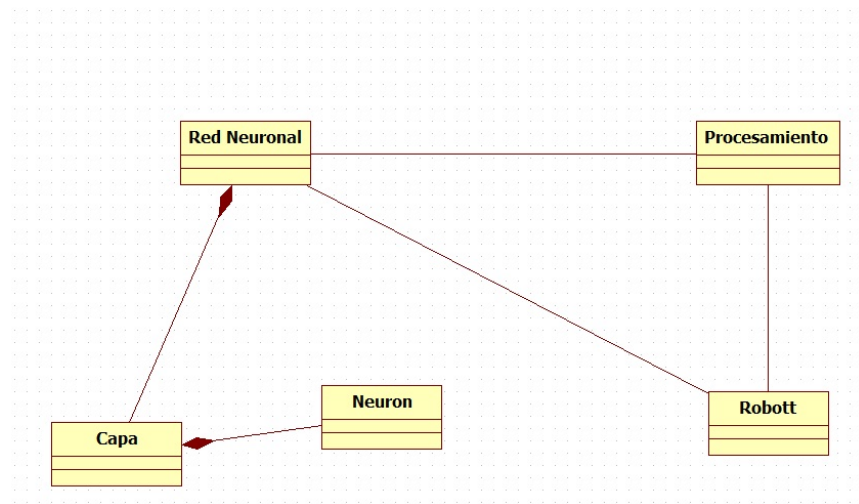 Red Neuronal
Procesamiento
Neuron
Robott
Capa